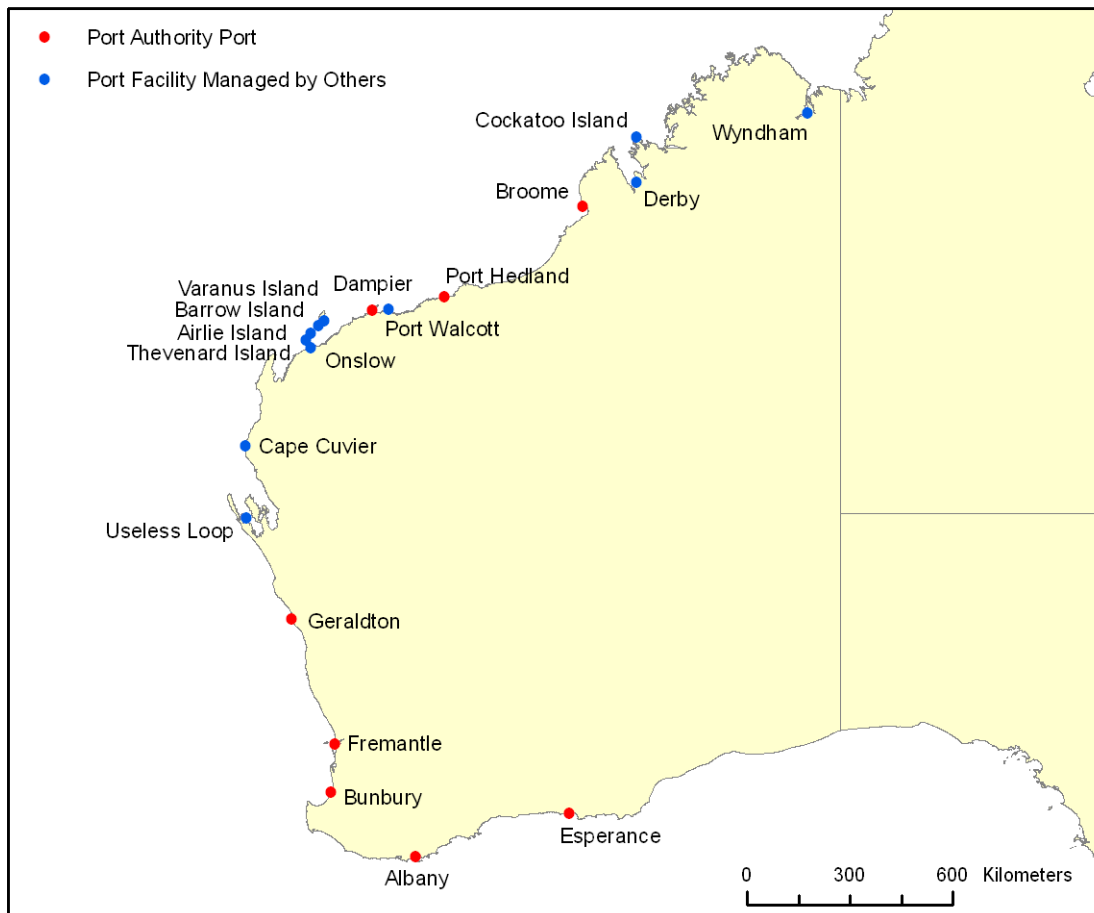 Port Authority Port
Port Facility Managed by Others
Cockatoo Island
Wyndham
Derby
Broome
Port Hedland
Dampier
Varanus Island
Barrow Island
Port Walcott
Airlie Island
Thevenard Island
Onslow
Cape Cuvier
Useless Loop
Geraldton
Fremantle
Bunbury
Esperance
Albany
0 300 600 Kilometers